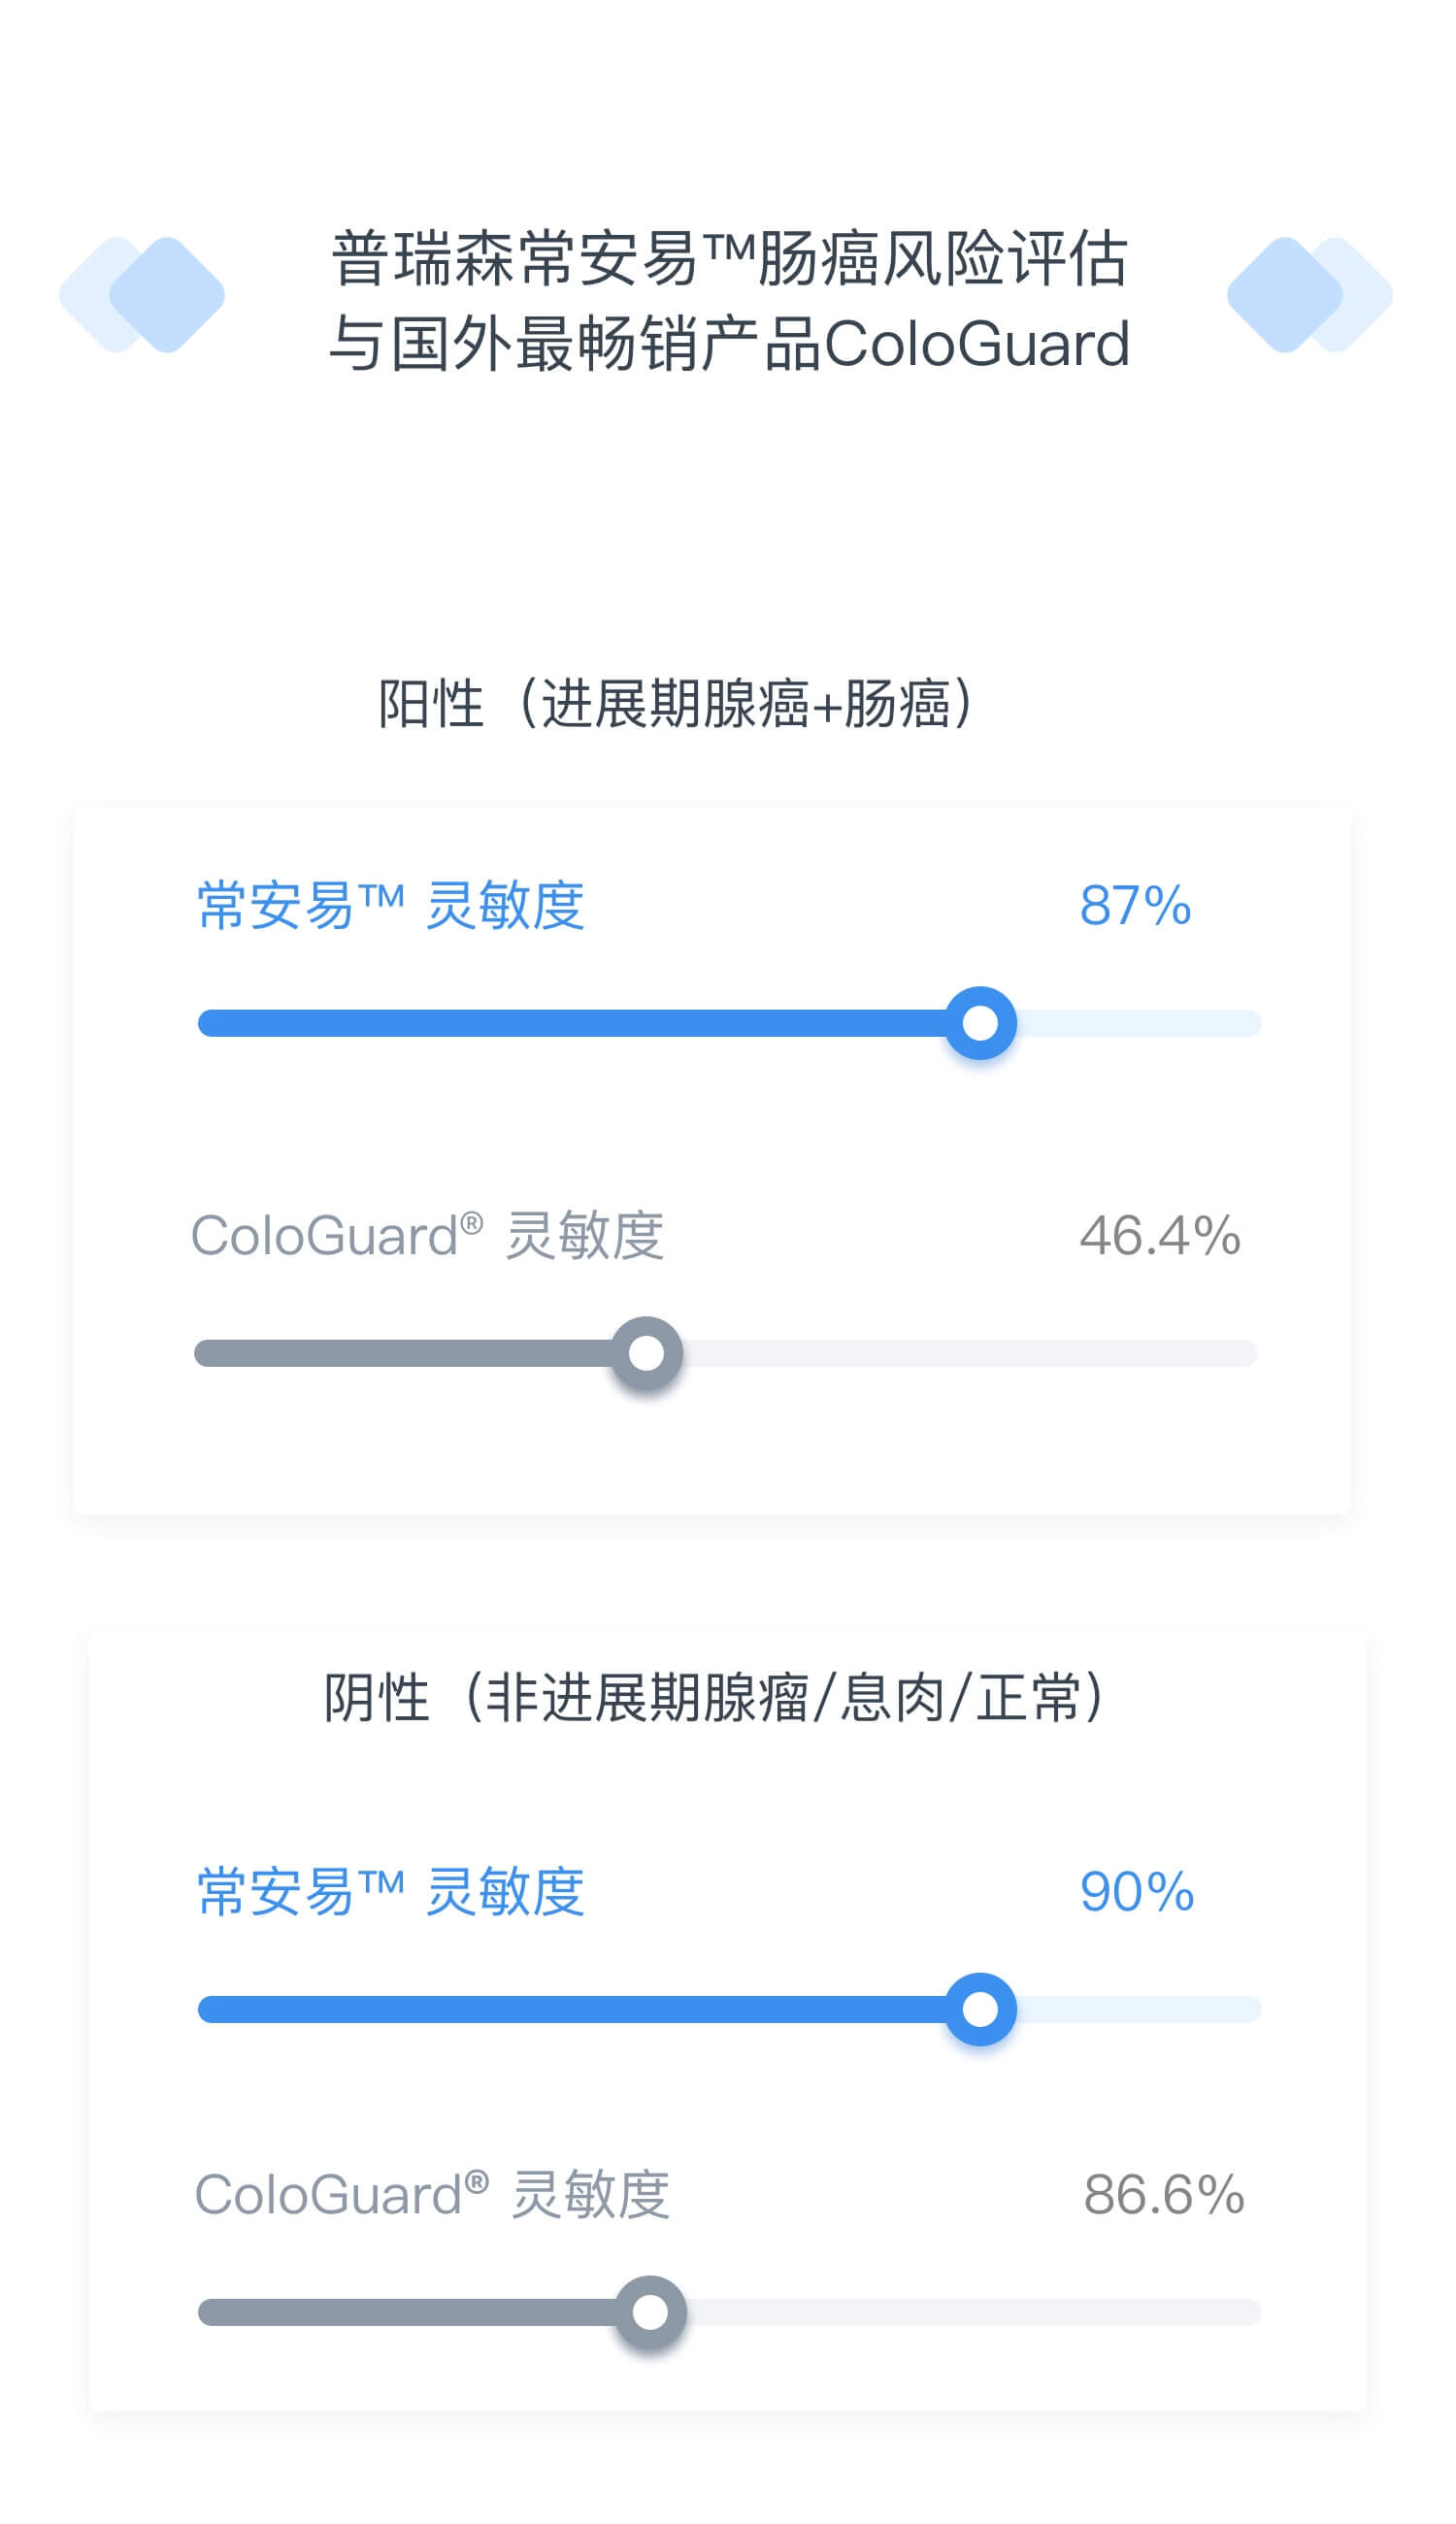 普瑞森常安易™肠癌风险评估
与国外最畅销产品ColoGuard
阳性（进展期腺癌+肠癌）
常安易™ 灵敏度 87%
ColoGuard® 灵敏度 46.4%
阴性（非进展期腺瘤/息肉/正常）
常安易™ 灵敏度 90%
ColoGuard® 灵敏度 86.6%